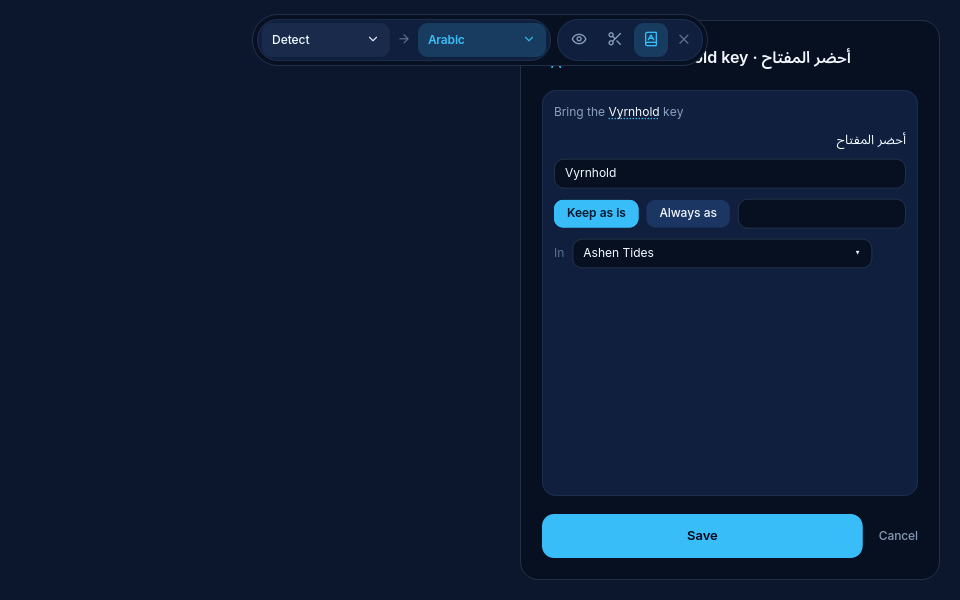 Detect
Arabic
key · أحضر المفتاح
Bring the Vyrnhold key
أحضر المفتاح
Vyrnhold
Keep as is
Always as
In
Ashen Tides
Save
Cancel